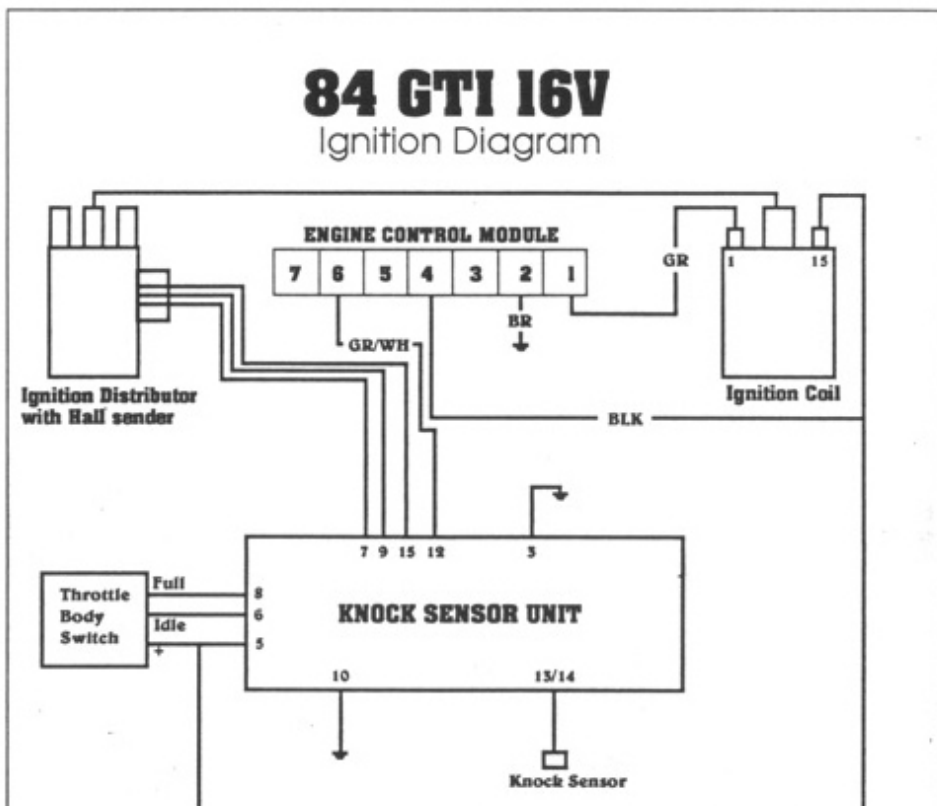 84 GTI 16V
Ignition Diagram
ENGINE CONTROL MODULE
7 6 5 4 3 2 1
GR
1 15
BR
GR/WH
Ignition Distributor
with Hall sender
Ignition Coil
BLK
7 9 15 12 3
Full
Throttle
Body
Switch
Idle
+
8
6
5
KNOCK SENSOR UNIT
10 13/14
Knock Sensor